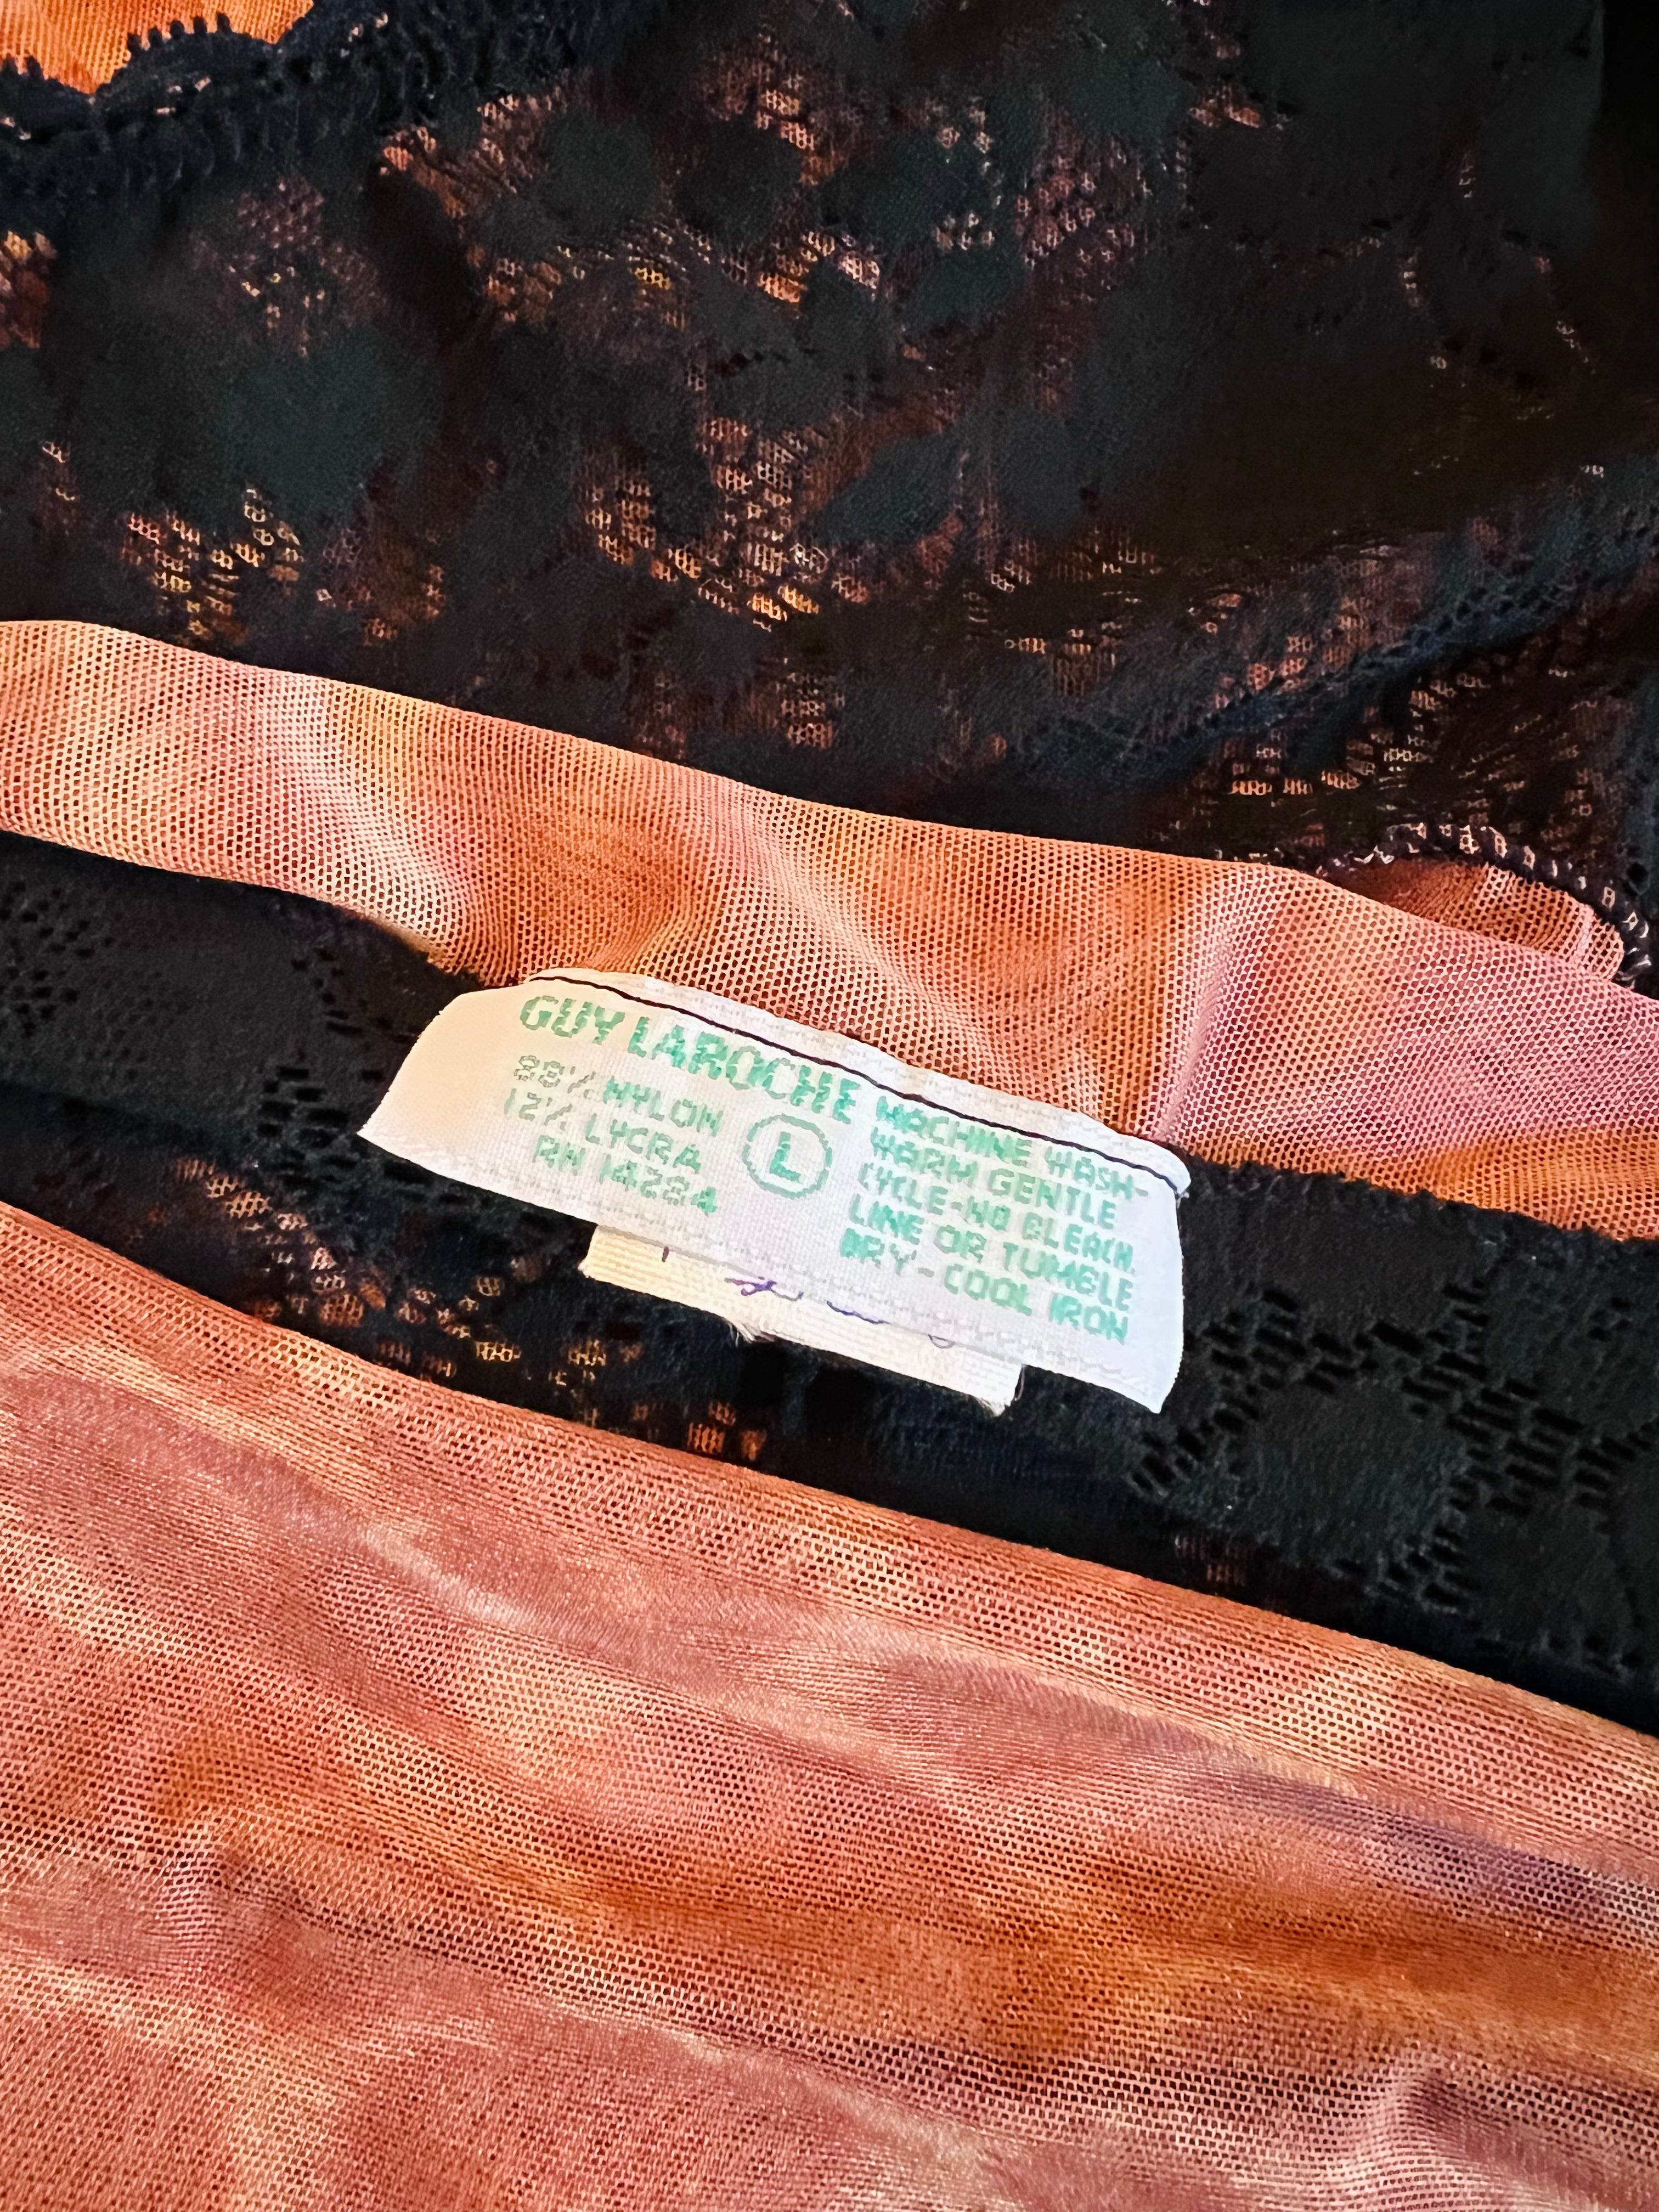 GUY LAROCHE
88% NYLON
12% LYCRA
RN 14284
L
MACHINE WASH-
WARM GENTLE
CYCLE-NO BLEACH.
LINE OR TUMBLE
DRY-COOL IRON